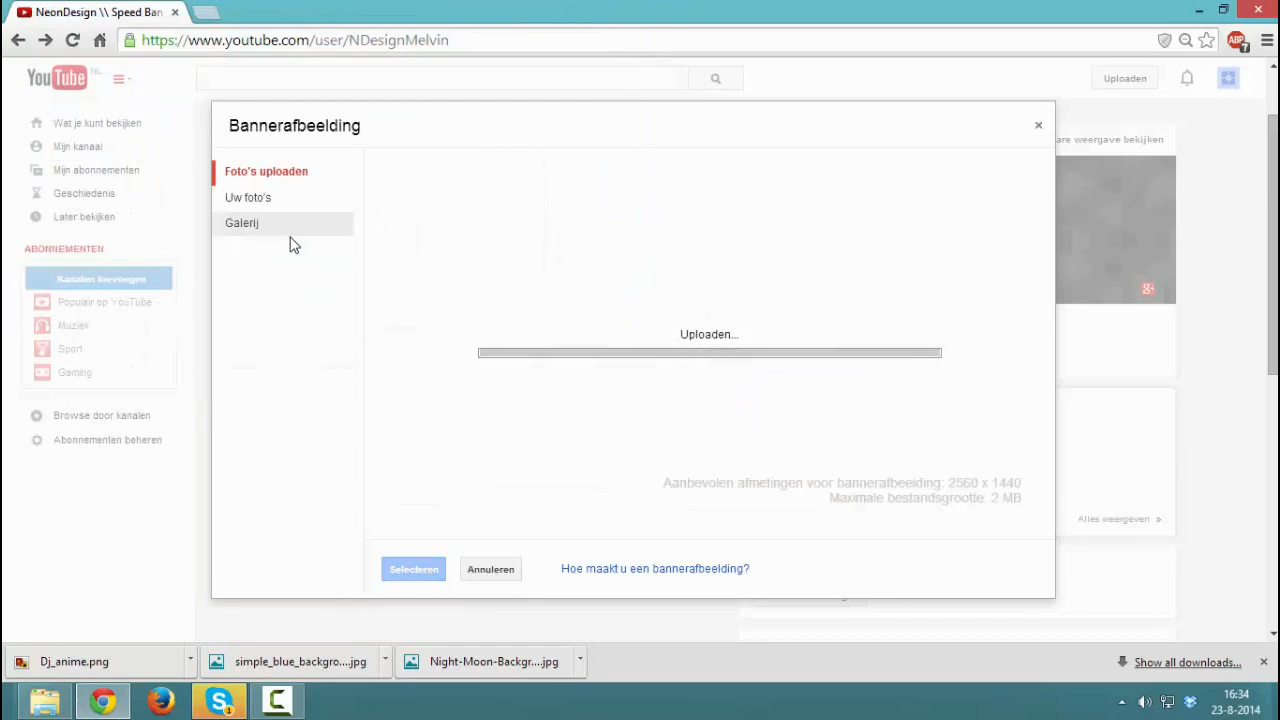 NeonDesign \\ Speed Ban
https://www.youtube.com/user/NDesignMelvin
ABP
7
YouTube NL
Uploaden
Wat je kunt bekijken
Mijn kanaal
Mijn abonnementen
Geschiedenis
Later bekijken
ABONNEMENTEN
Kanalen toevoegen
Populair op YouTube -
Muziek
Sport
Gaming
Browse door kanalen
Abonnementen beheren
Bannerafbeelding
×
are weergave bekijken
Foto's uploaden
Uw foto's
Galerij
g+
Uploaden...
Aanbevolen afmetingen voor bannerafbeelding: 2560 x 1440
Maximale bestandsgrootte: 2 MB
Alles weergeven »
Selecteren
Annuleren
Hoe maakt u een bannerafbeelding?
Dj_anime.png
simple_blue_backgro....jpg
Night-Moon-Backgr....jpg
Show all downloads...
16:34
23-8-2014